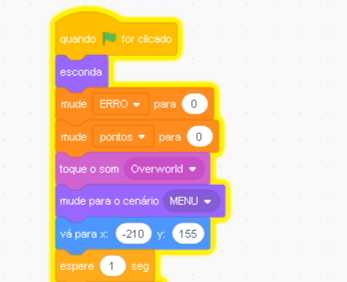 quando for clicado
esconda
mude ERRO para 0
mude pontos para 0
toque o som Overworld
mude para o cenário MENU
vá para x: -210 y: 155
espere 1 seg